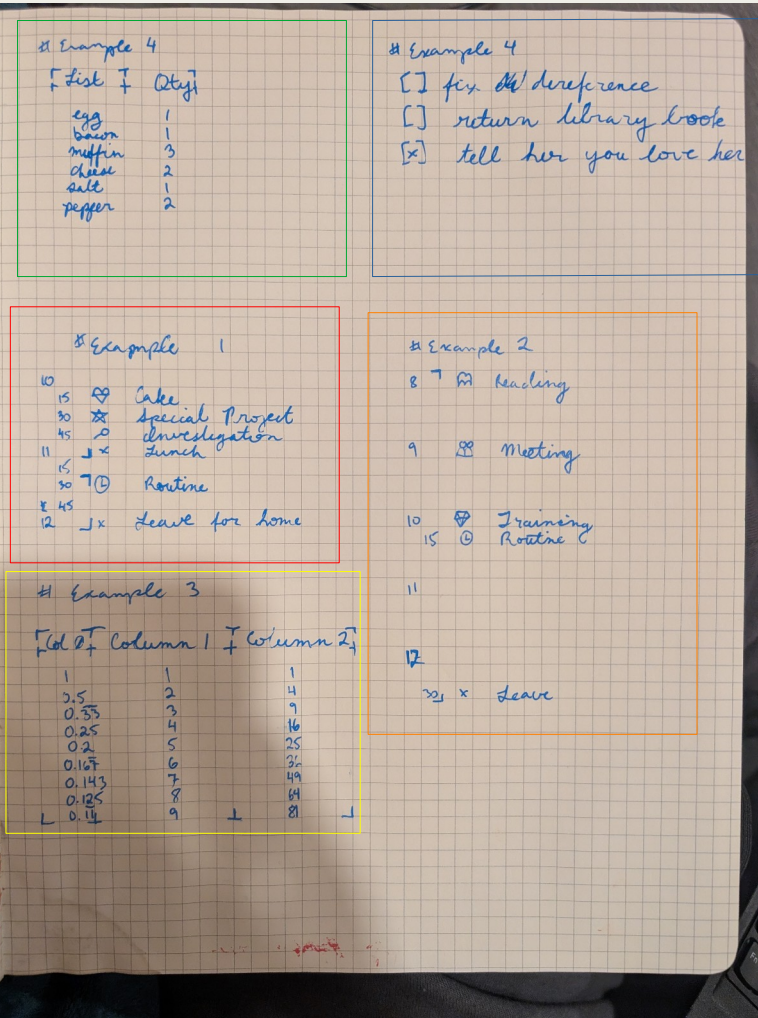 # Example 4
List Qty
egg 1
bacon 1
muffin 3
cheese 2
salt 1
pepper 2
# Example 4
[ ] fix dereference
[ ] return library book
[x] tell her you love her
# Example 1
10
15 Cake
30 Special Project
45 Investigation
11 x Lunch
15
30 Routine
45
12 x Leave for home
# Example 2
8 Reading
9 Meeting
10 Training
15 Routine
11
12
30 x Leave
# Example 3
Col 0 Column 1 Column 2
1 1 1
0.5 2 4
0.33 3 9
0.25 4 16
0.2 5 25
0.167 6 36
0.143 7 49
0.125 8 64
0.11 9 81